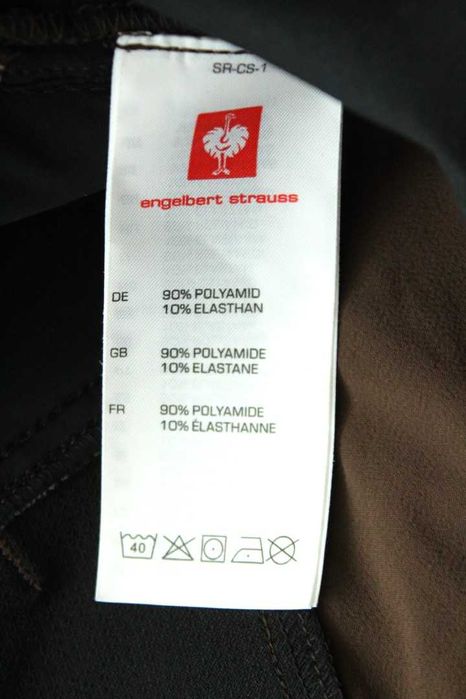 SR-CS-1
engelbert strauss
DE 90% POLYAMID
10% ELASTHAN
GB 90% POLYAMIDE
10% ELASTANE
FR 90% POLYAMIDE
10% ÉLASTHANNE
40